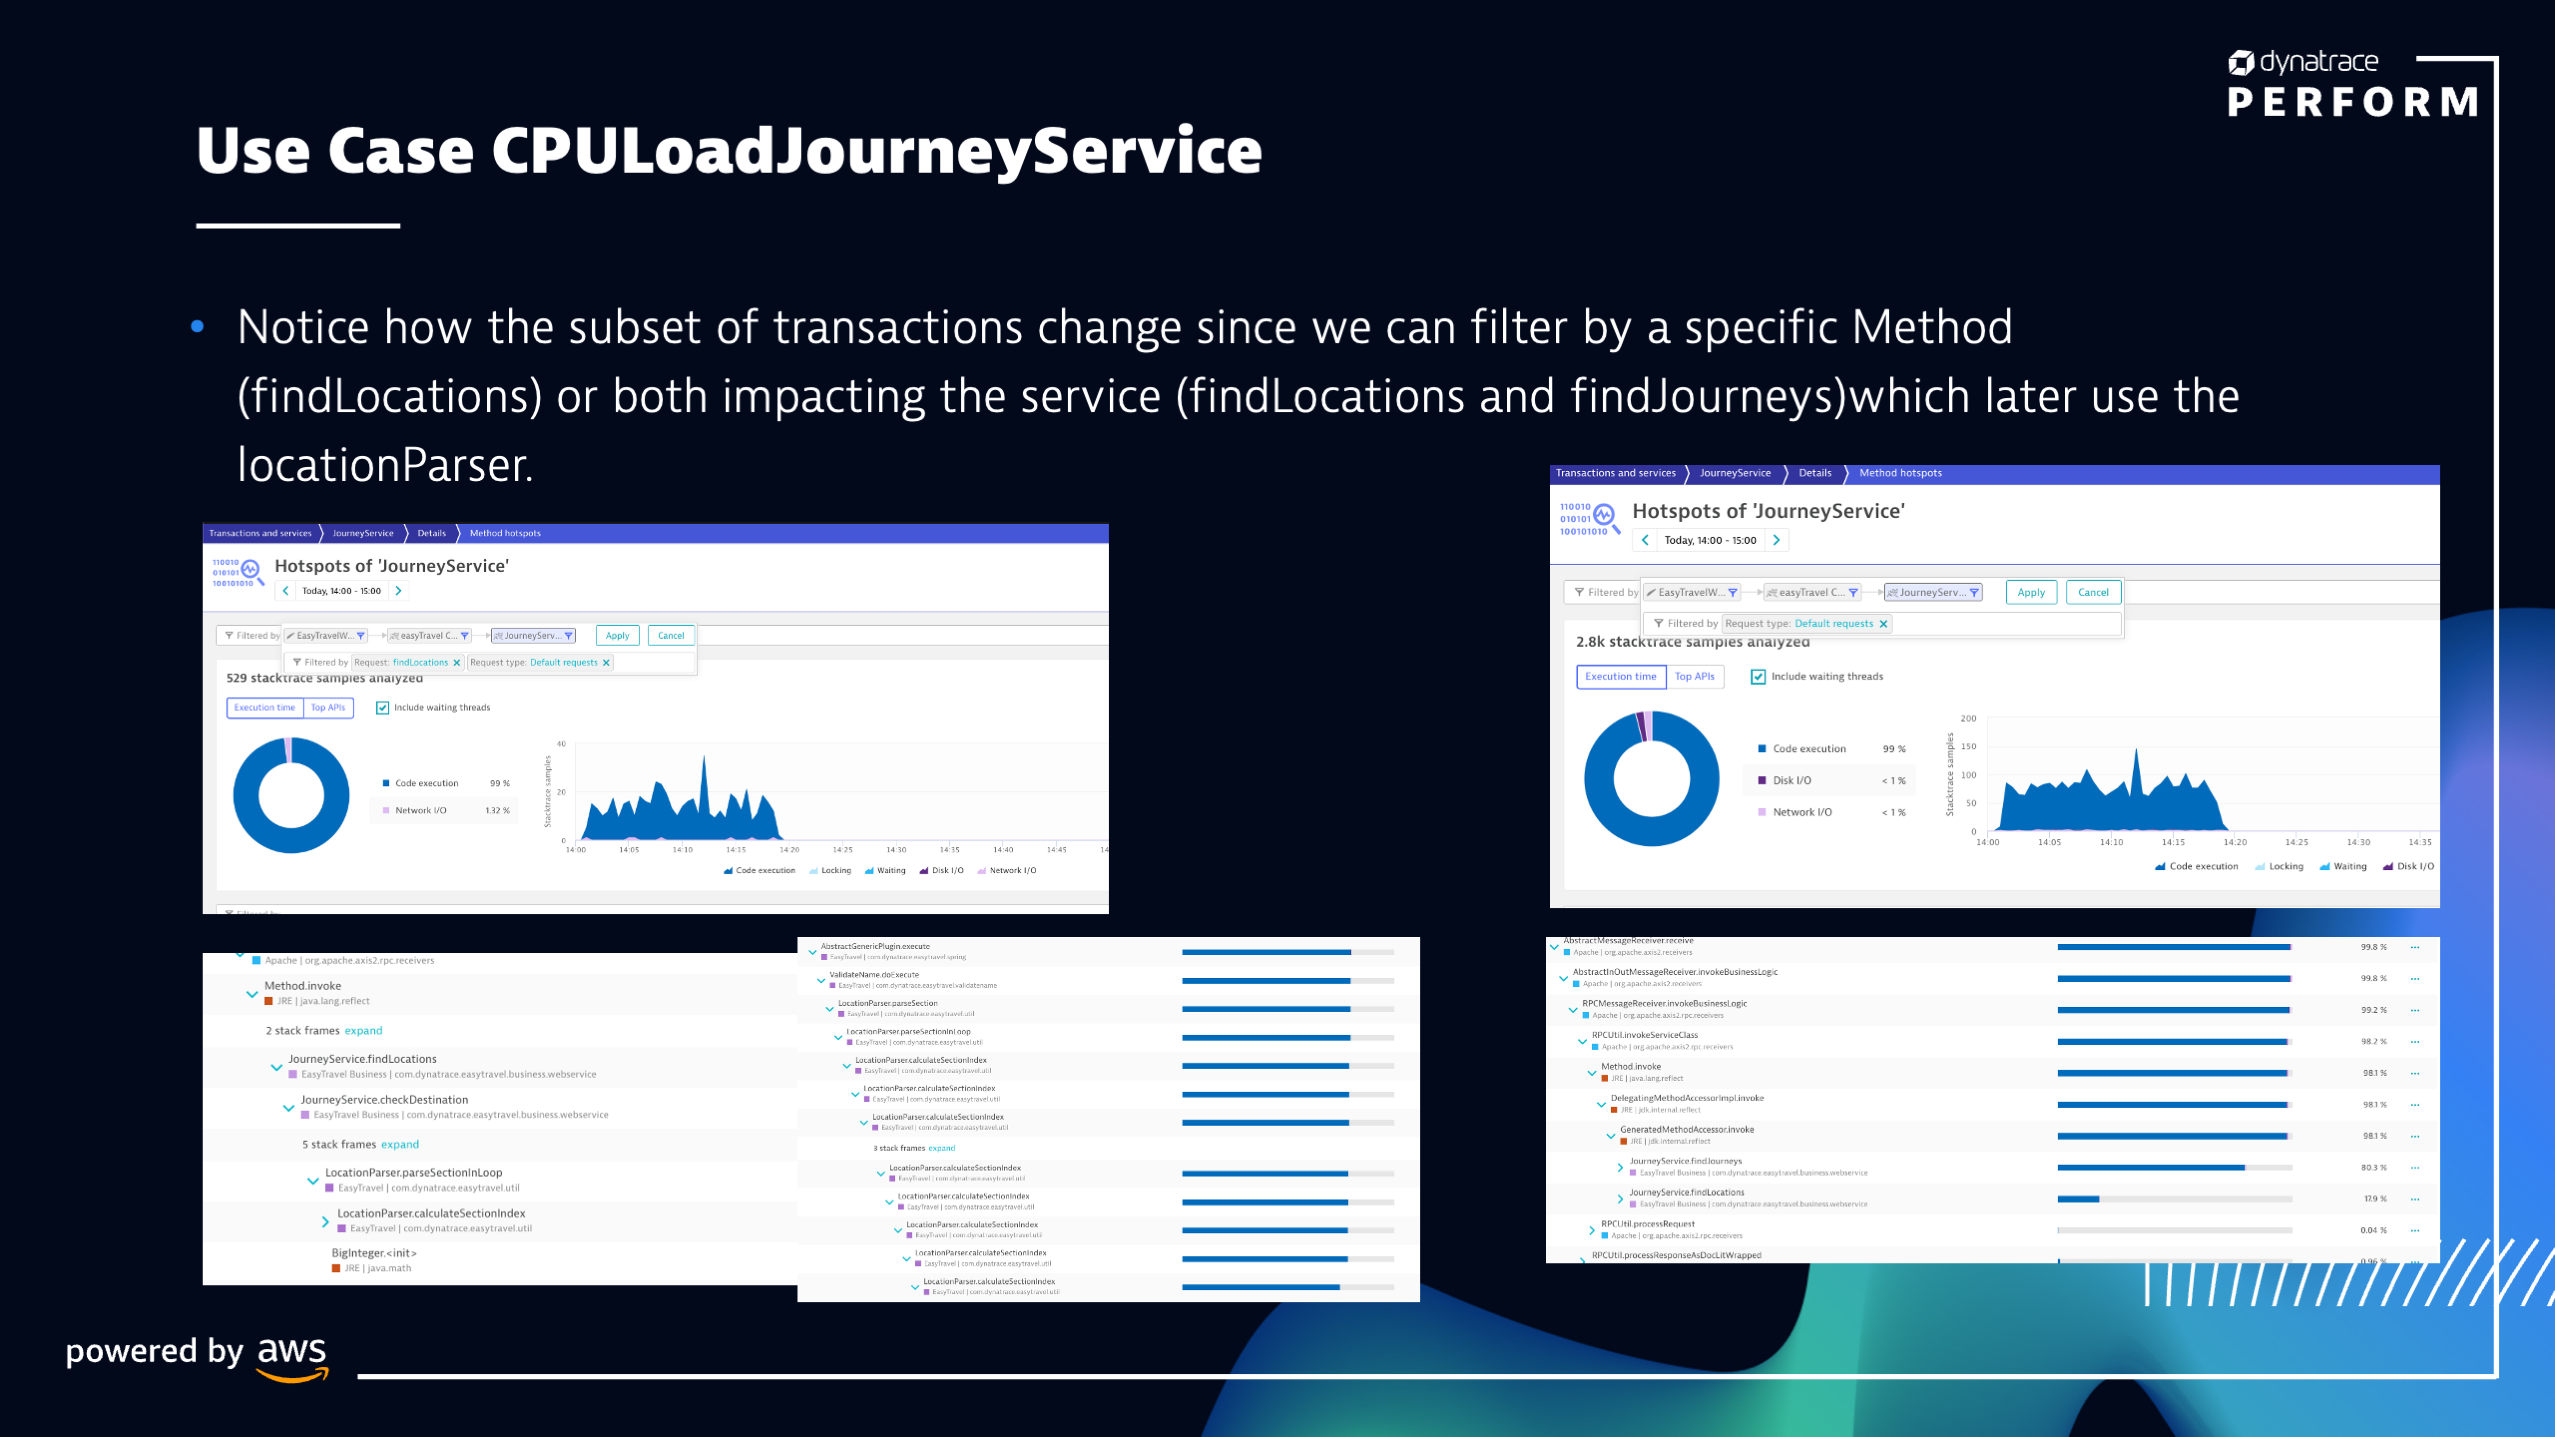 dynatrace
PERFORM
Use Case CPULoadJourneyService
• Notice how the subset of transactions change since we can filter by a specific Method
(findLocations) or both impacting the service (findLocations and findJourneys)which later use the
locationParser.
Transactions and services JourneyService Details Method hotspots
110010
010101
100101010
Hotspots of 'JourneyService'
Today, 14:00 - 15:00
Filtered by EasyTravelW... easyTravel C... JourneyServ... Apply Cancel
Filtered by Request: findLocations Request type: Default requests
529 stacktrace samples analyzed
Execution time Top APIs Include waiting threads
Code execution 99 %
Network I/O 1.32 %
Stacktrace samples
40
20
0
14:00 14:05 14:10 14:15 14:20 14:25 14:30 14:35 14:40 14:45 14
Code execution Locking Waiting Disk I/O Network I/O
Transactions and services JourneyService Details Method hotspots
110010
010101
100101010
Hotspots of 'JourneyService'
Today, 14:00 - 15:00
Filtered by EasyTravelW... easyTravel C... JourneyServ... Apply Cancel
Filtered by Request type: Default requests
2.8k stacktrace samples analyzed
Execution time Top APIs Include waiting threads
Code execution 99 %
Disk I/O < 1 %
Network I/O < 1 %
Stacktrace samples
200
150
100
50
0
14:00 14:05 14:10 14:15 14:20 14:25 14:30 14:35
Code execution Locking Waiting Disk I/O
Apache | org.apache.axis2.rpc.receivers
Method.invoke
JRE | java.lang.reflect
2 stack frames expand
JourneyService.findLocations
EasyTravel Business | com.dynatrace.easytravel.business.webservice
JourneyService.checkDestination
EasyTravel Business | com.dynatrace.easytravel.business.webservice
5 stack frames expand
LocationParser.parseSectionInLoop
EasyTravel | com.dynatrace.easytravel.util
LocationParser.calculateSectionIndex
EasyTravel | com.dynatrace.easytravel.util
BigInteger.<init>
JRE | java.math
AbstractGenericPlugin.execute
EasyTravel | com.dynatrace.easytravel.spring
ValidateName.doExecute
EasyTravel | com.dynatrace.easytravel.validatename
LocationParser.parseSection
EasyTravel | com.dynatrace.easytravel.util
LocationParser.parseSectionInLoop
EasyTravel | com.dynatrace.easytravel.util
LocationParser.calculateSectionIndex
EasyTravel | com.dynatrace.easytravel.util
LocationParser.calculateSectionIndex
EasyTravel | com.dynatrace.easytravel.util
LocationParser.calculateSectionIndex
EasyTravel | com.dynatrace.easytravel.util
3 stack frames expand
LocationParser.calculateSectionIndex
EasyTravel | com.dynatrace.easytravel.util
LocationParser.calculateSectionIndex
EasyTravel | com.dynatrace.easytravel.util
LocationParser.calculateSectionIndex
EasyTravel | com.dynatrace.easytravel.util
LocationParser.calculateSectionIndex
EasyTravel | com.dynatrace.easytravel.util
LocationParser.calculateSectionIndex
EasyTravel | com.dynatrace.easytravel.util
AbstractMessageReceiver.receive 99.8 % ...
Apache | org.apache.axis2.receivers
AbstractInOutMessageReceiver.invokeBusinessLogic 99.8 % ...
Apache | org.apache.axis2.receivers
RPCMessageReceiver.invokeBusinessLogic 99.2 % ...
Apache | org.apache.axis2.rpc.receivers
RPCUtil.invokeServiceClass 98.2 % ...
Apache | org.apache.axis2.rpc.receivers
Method.invoke 98.1 % ...
JRE | java.lang.reflect
DelegatingMethodAccessorImpl.invoke 98.1 % ...
JRE | jdk.internal.reflect
GeneratedMethodAccessor.invoke 98.1 % ...
JRE | jdk.internal.reflect
JourneyService.findJourneys 80.3 % ...
EasyTravel Business | com.dynatrace.easytravel.business.webservice
JourneyService.findLocations 17.9 % ...
EasyTravel Business | com.dynatrace.easytravel.business.webservice
RPCUtil.processRequest 0.04 % ...
Apache | org.apache.axis2.rpc.receivers
RPCUtil.processResponseAsDocLitWrapped 0.96 % ...
powered by aws